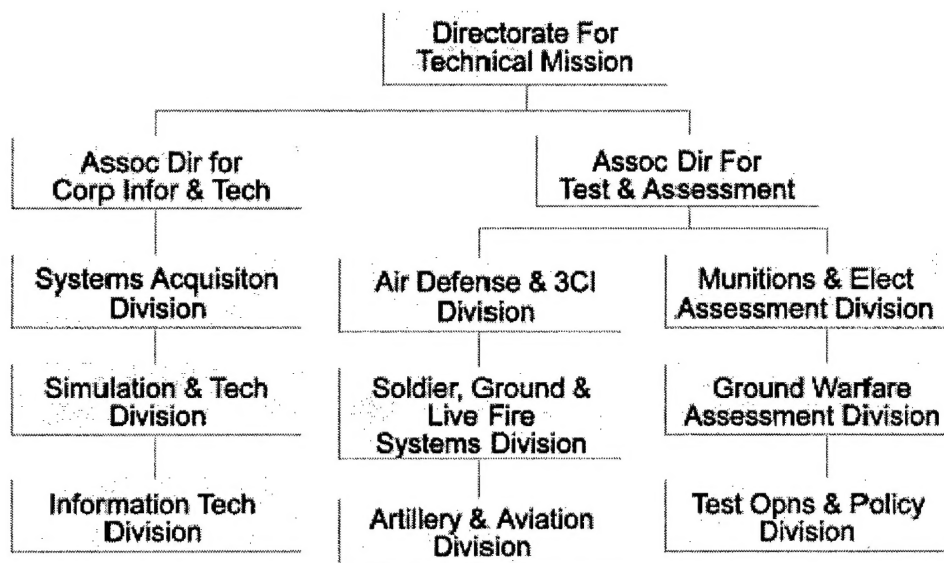 Directorate For
Technical Mission
Assoc Dir for
Corp Infor & Tech
Assoc Dir For
Test & Assessment
Systems Acquisiton
Division
Air Defense & 3CI
Division
Munitions & Elect
Assessment Division
Simulation & Tech
Division
Soldier, Ground &
Live Fire
Systems Division
Ground Warfare
Assessment Division
Information Tech
Division
Artillery & Aviation
Division
Test Opns & Policy
Division